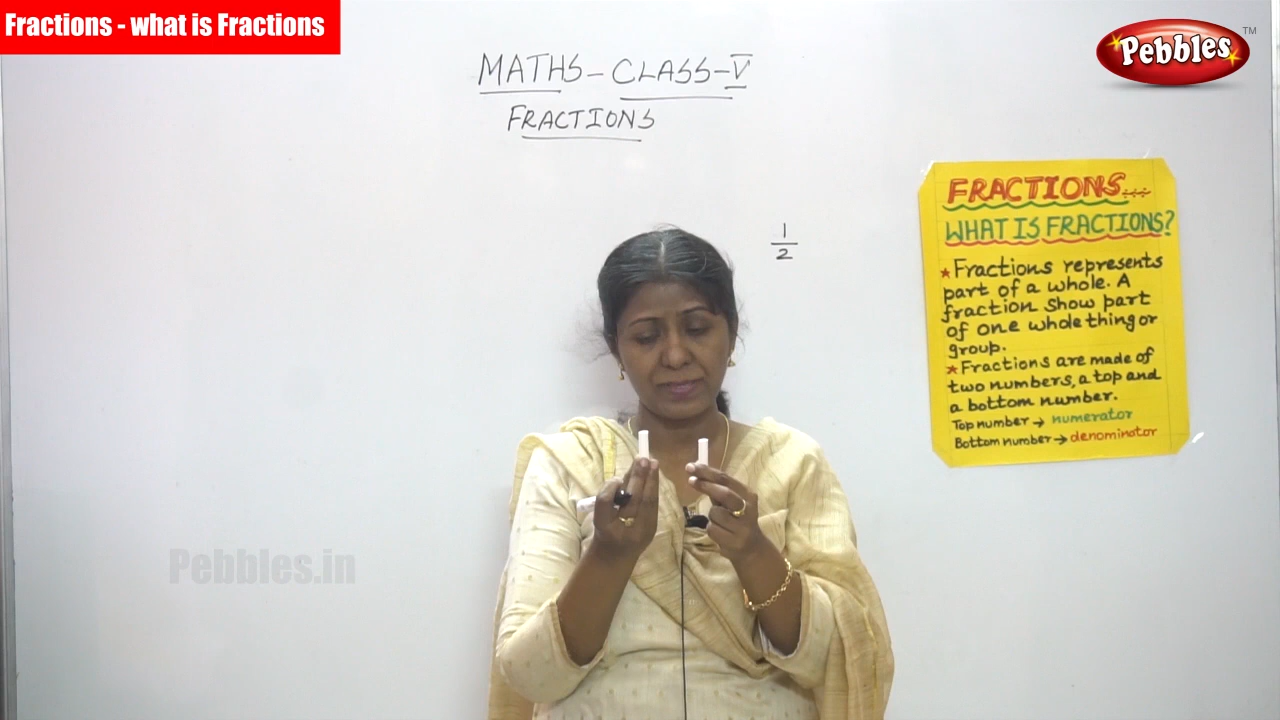 Fractions - what is Fractions
Pebbles TM
MATHS - CLASS - V
FRACTIONS
1
2
FRACTIONS...
WHAT IS FRACTIONS?
★ Fractions represents
part of a whole. A
fraction show part
of one whole thing or
group.
★ Fractions are made of
two numbers, a top and
a bottom number.
Top number → numerator
Bottom number → denominator
Pebbles.in